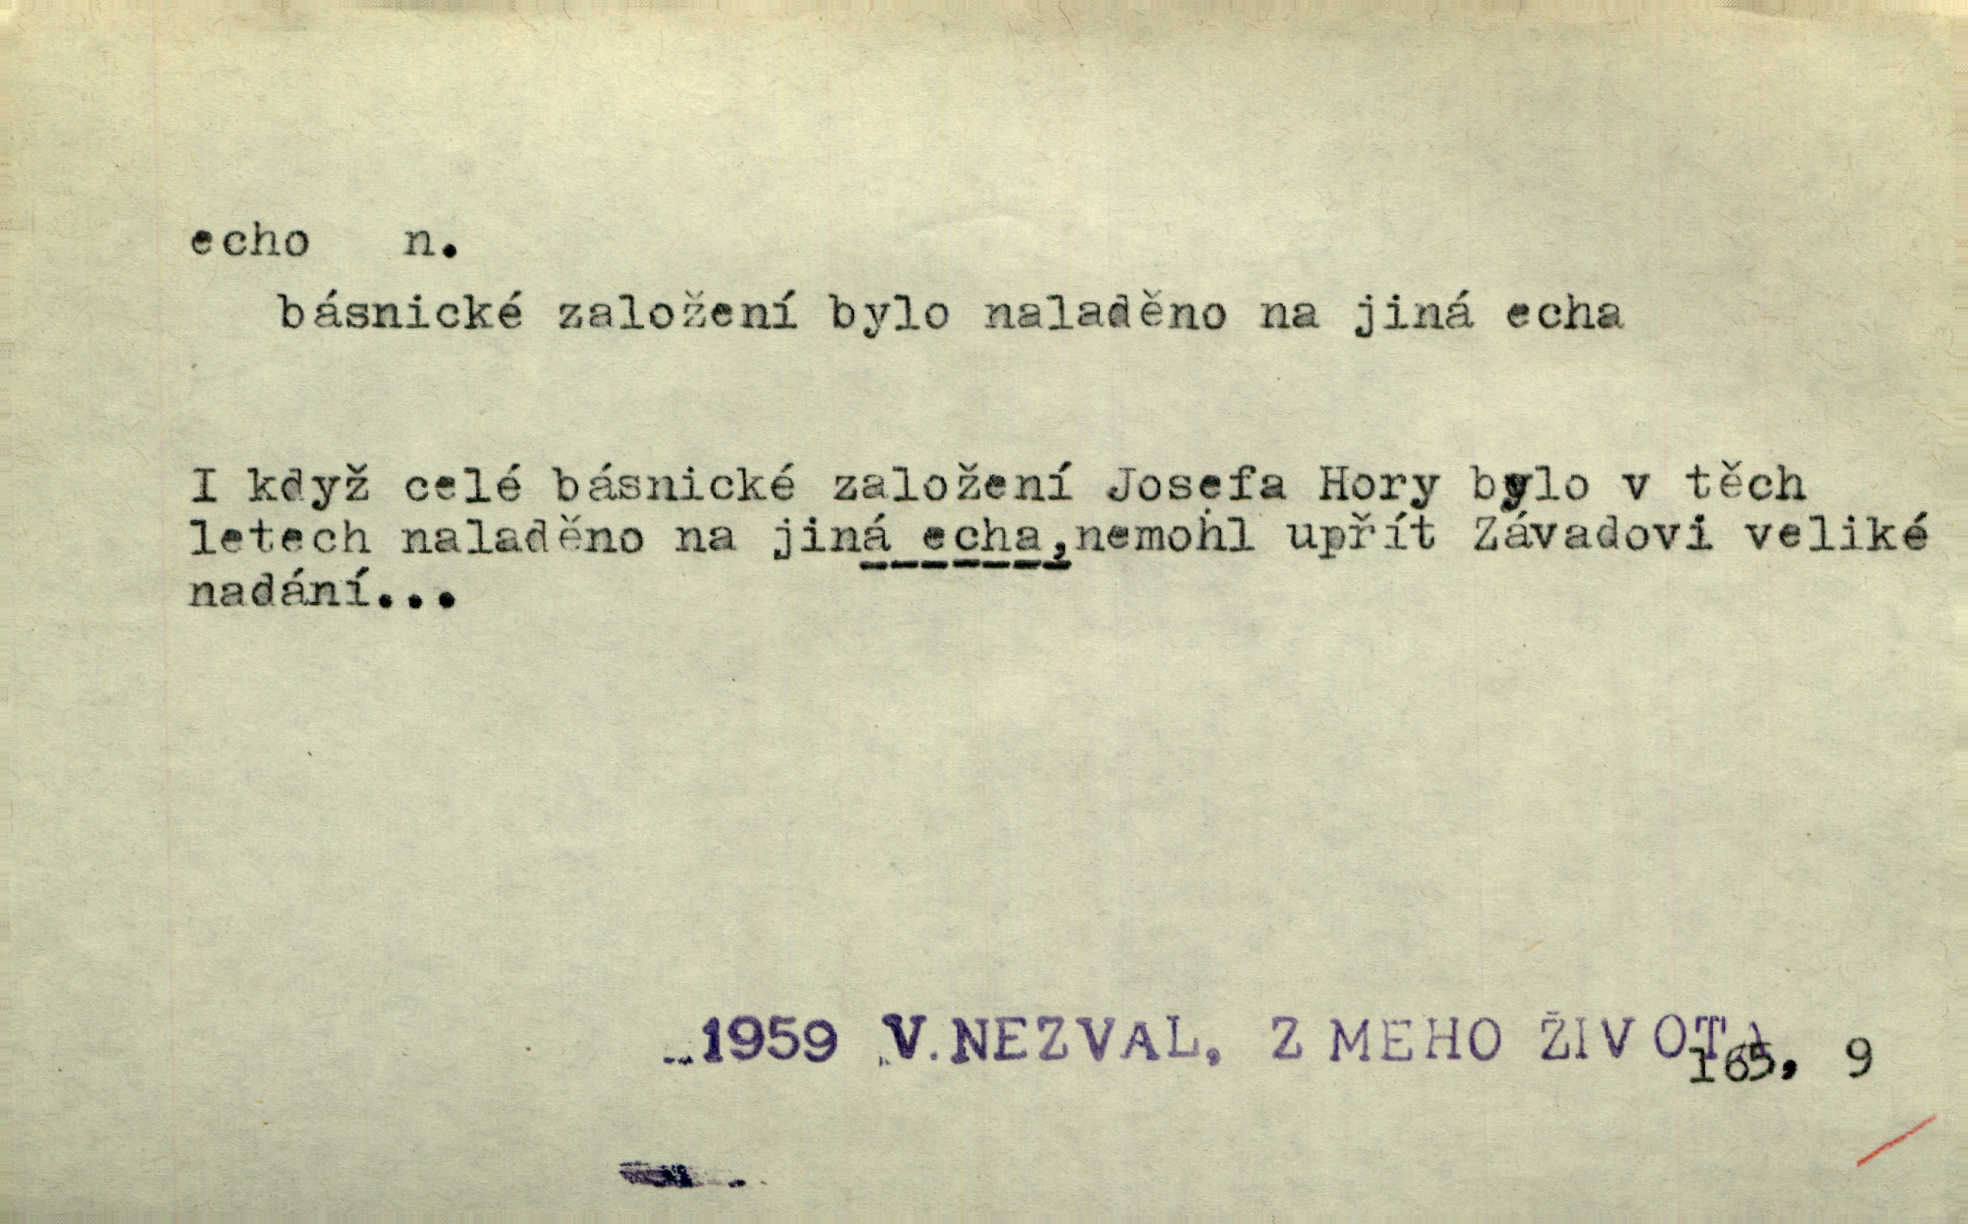 echo n.
básnické založení bylo naladěno na jiná echa
I když celé básnické založení Josefa Hory bylo v těch
letech naladěno na jiná echa,nemohl upřít Závadovi veliké
nadání...
1959 V. NEZVAL, Z MEHO ŽIVOTA
165, 9